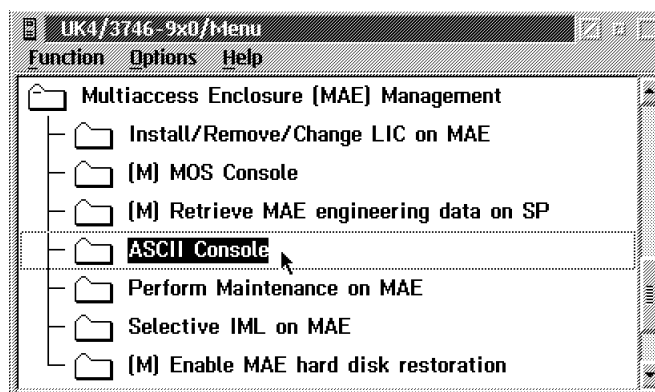 UK4/3746-9x0/Menu
Function Options Help
Multiaccess Enclosure (MAE) Management
Install/Remove/Change LIC on MAE
(M) MOS Console
(M) Retrieve MAE engineering data on SP
ASCII Console
Perform Maintenance on MAE
Selective IML on MAE
(M) Enable MAE hard disk restoration